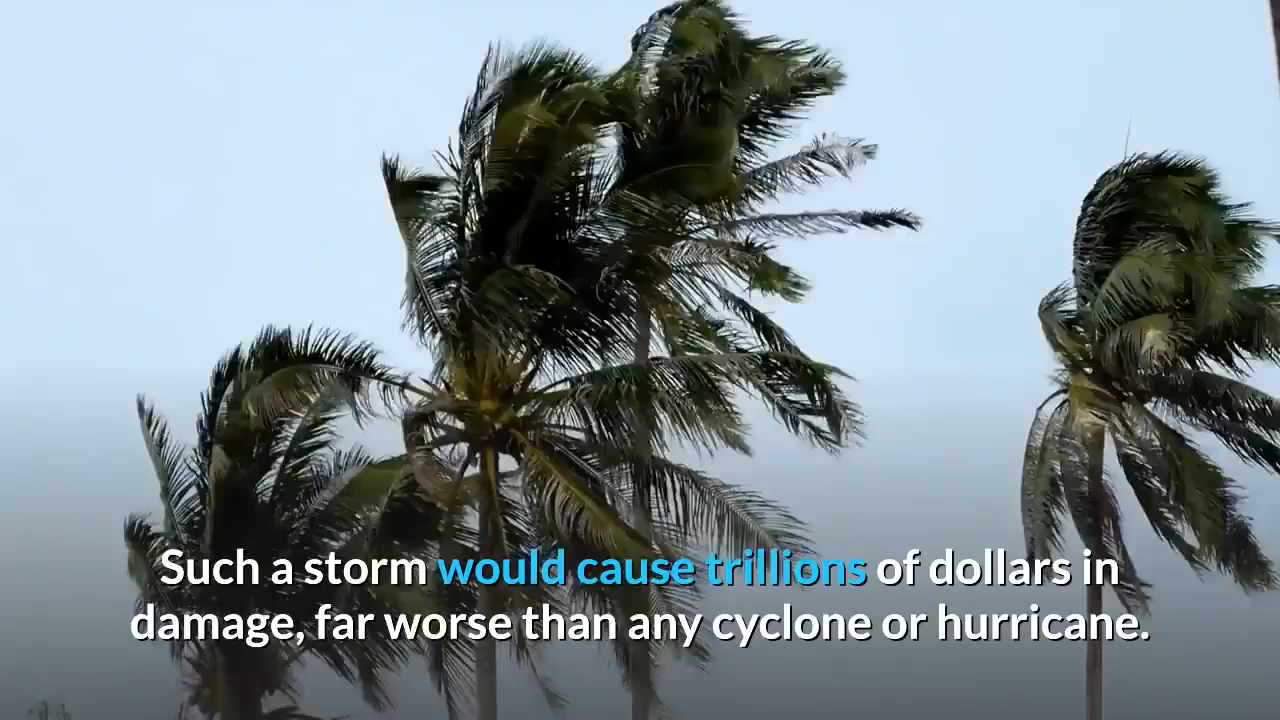 Such a storm would cause trillions of dollars in
damage, far worse than any cyclone or hurricane.